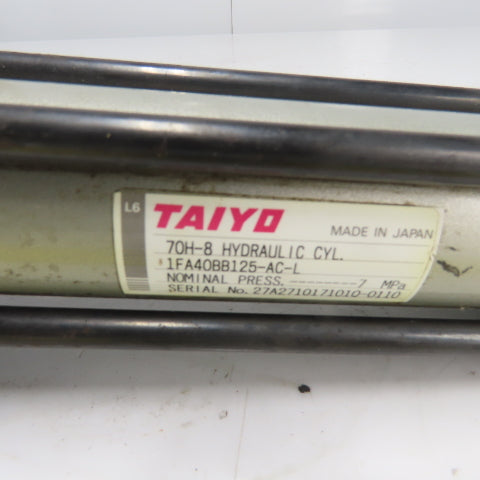 L6
TAIYO MADE IN JAPAN
70H-8 HYDRAULIC CYL.
1FA40BB125-AC-L
NOMINAL PRESS.--------7 MPa
SERIAL No.27A2710171010-0110